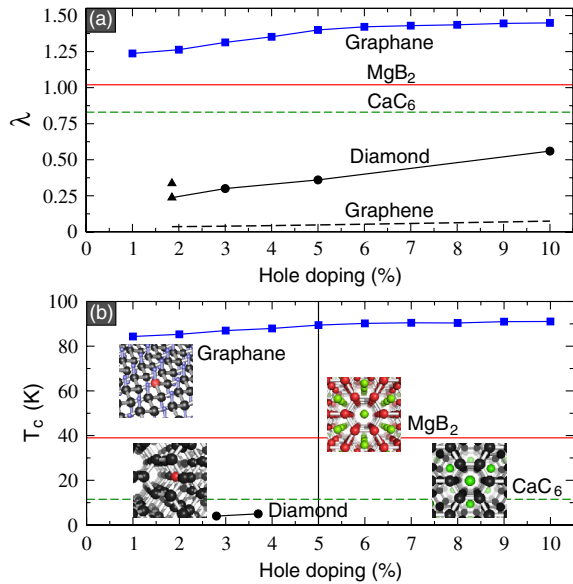 (a)
1.50
1.25
1.00
0.75
0.50
0.25
0
λ
Graphane
MgB2
CaC6
Diamond
Graphene
0 1 2 3 4 5 6 7 8 9 10
Hole doping (%)
(b)
100
80
60
40
20
0
Tc (K)
Graphane
MgB2
CaC6
Diamond
0 1 2 3 4 5 6 7 8 9 10
Hole doping (%)